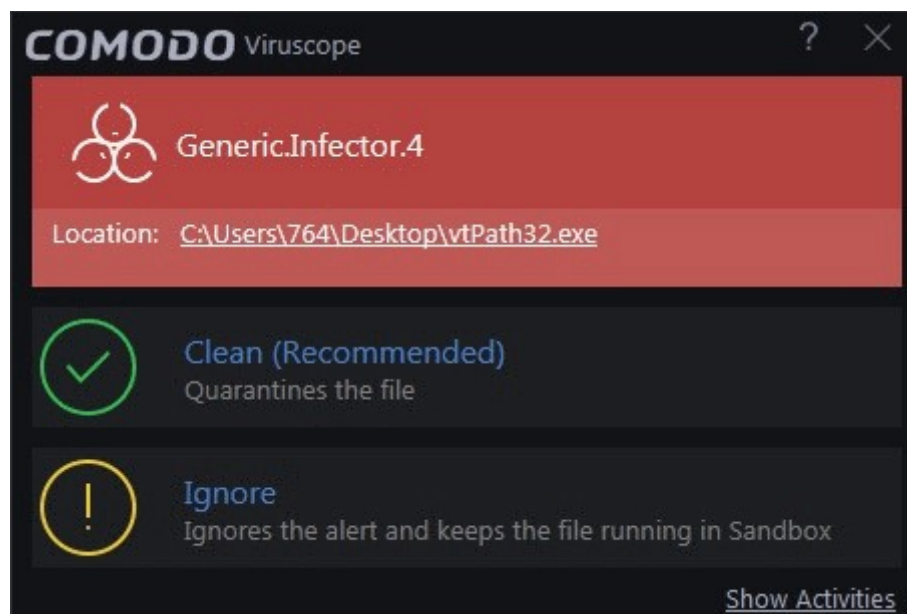 COMODO Viruscope ?
Generic.Infector.4
Location: C:\Users\764\Desktop\vtPath32.exe
Clean (Recommended)
Quarantines the file
!
Ignore
Ignores the alert and keeps the file running in Sandbox
Show Activities